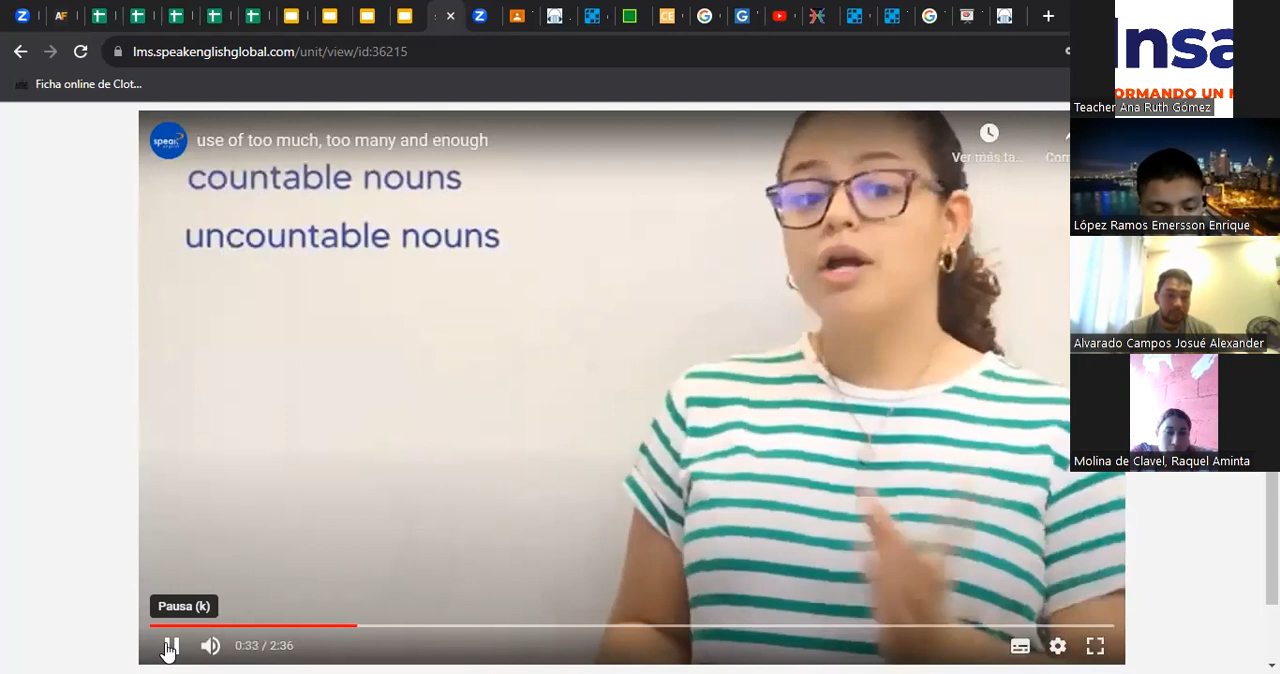 lms.speakenglishglobal.com/unit/view/id:36215
Ficha online de Clot...
speak
use of too much, too many and enough
Ver más ta...
countable nouns
uncountable nouns
Pausa (k)
0:33 / 2:36
Insa
ORMANDO UN
Teacher Ana Ruth Gómez
López Ramos Emersson Enrique
Alvarado Campos Josué Alexander
Molina de Clavel, Raquel Aminta